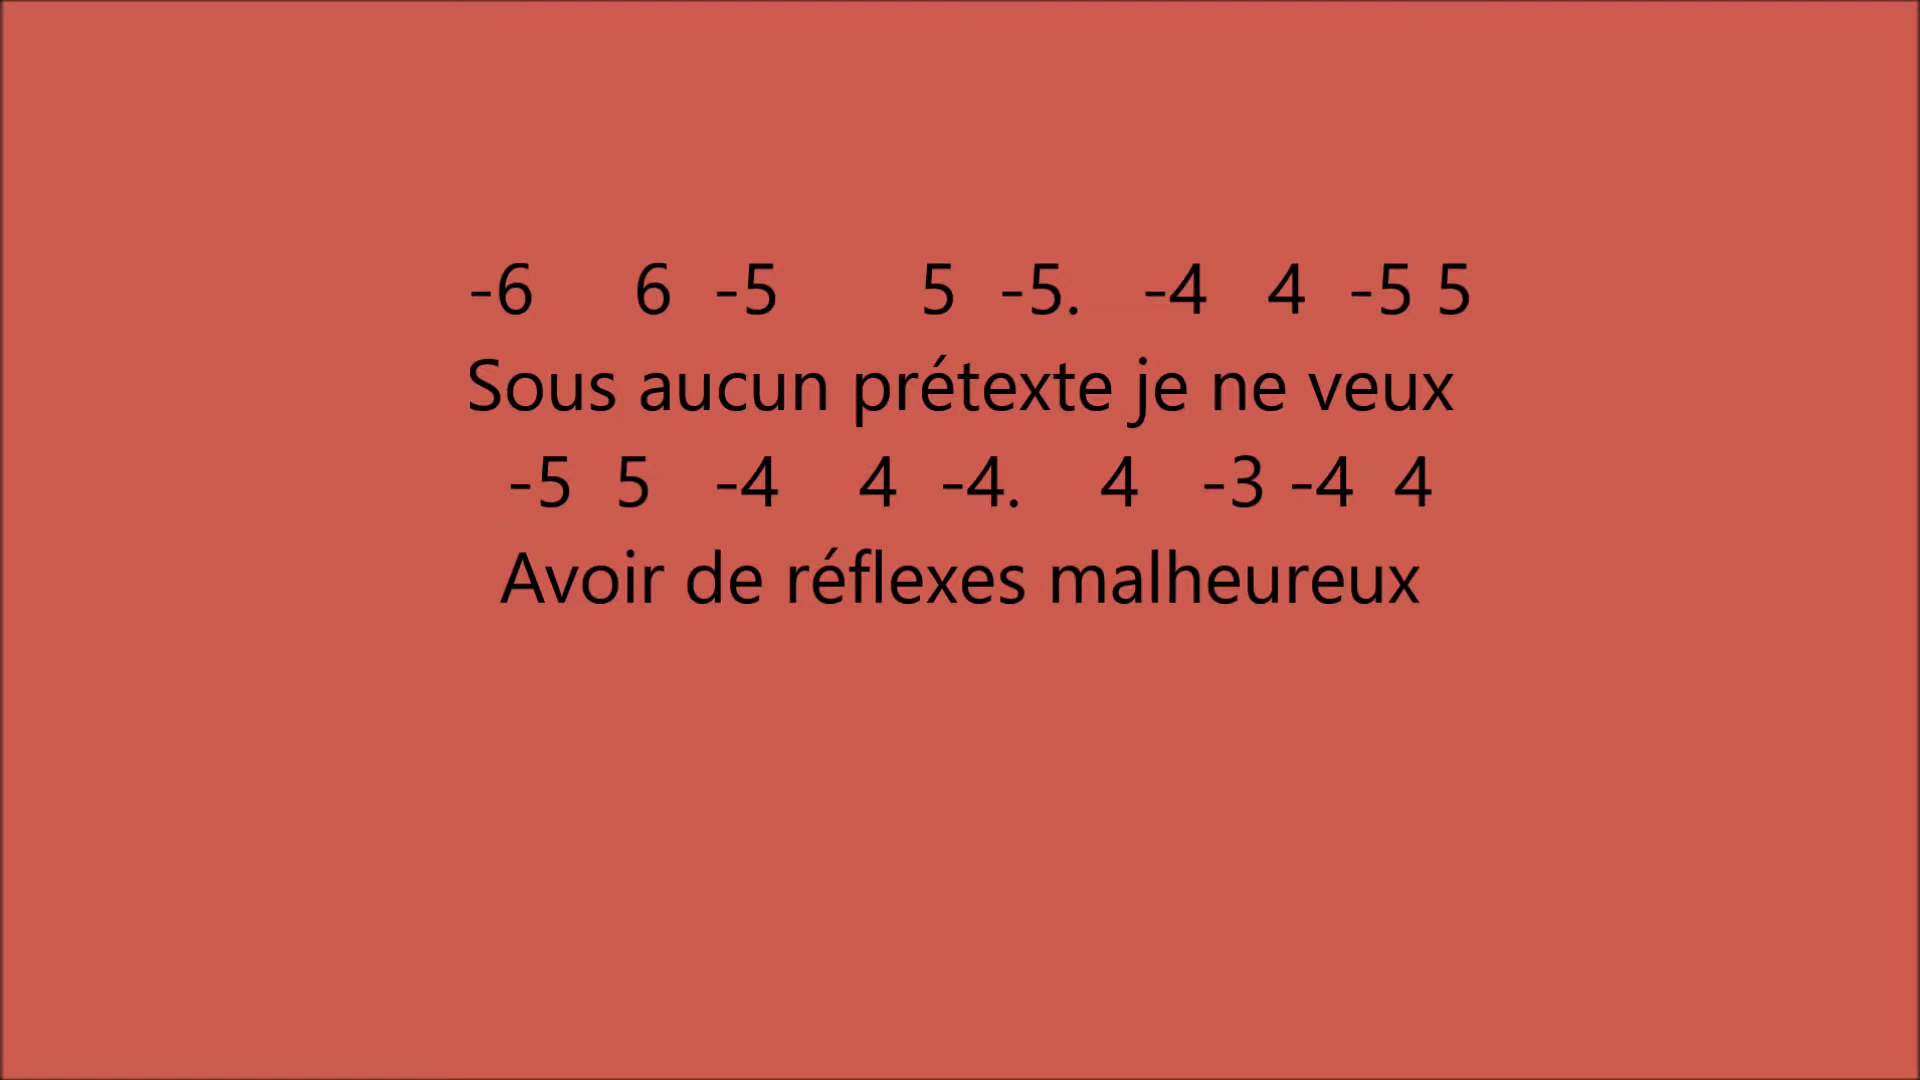 -6 6 -5 5 -5. -4 4 -5 5
Sous aucun prétexte je ne veux
-5 5 -4 4 -4. 4 -3 -4 4
Avoir de réflexes malheureux